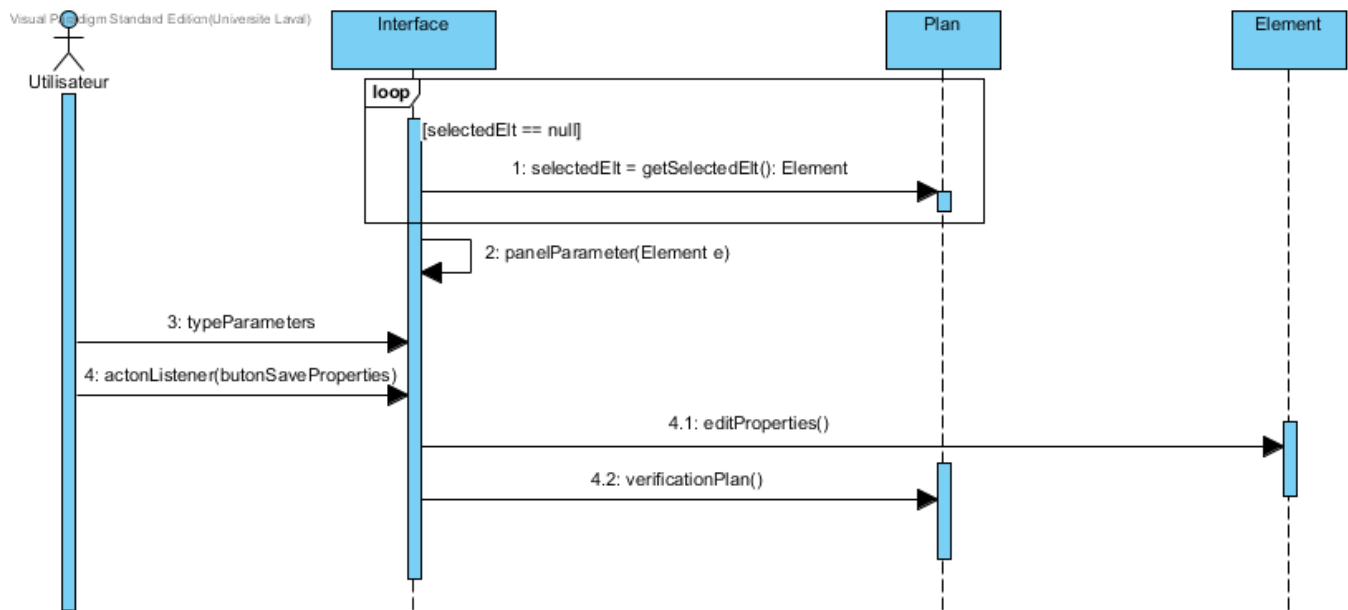 Visual Paradigm Standard Edition(Universite Laval)
Utilisateur
Interface
Plan
Element
loop
[selectedElt == null]
1: selectedElt = getSelectedElt(): Element
2: panelParameter(Element e)
3: typeParameters
4: actonListener(butonSaveProperties)
4.1: editProperties()
4.2: verificationPlan()